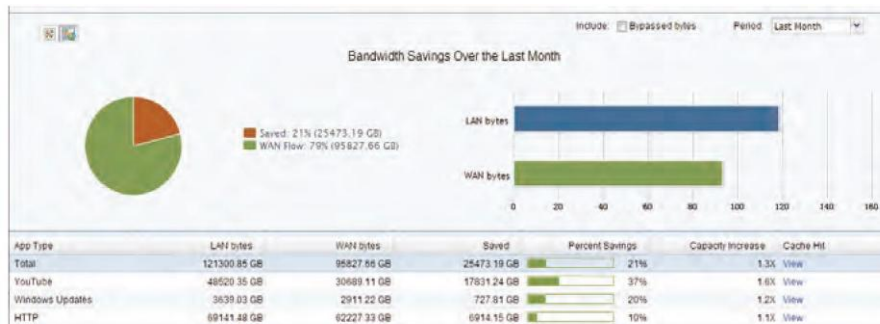 Include: Bypassed bytes Period: Last Month
Bandwidth Savings Over the Last Month
Saved: 21% (25473.19 GB)
WAN Flow: 79% (95827.66 GB)
LAN bytes
WAN bytes
0 20 40 60 80 100 120 140 160
App Type LAN bytes WAN bytes Saved Percent Savings Capacity Increase Cache Hit
Total 121300.85 GB 95827.66 GB 25473.19 GB 21% 1.3X View
YouTube 48520.35 GB 30689.11 GB 17831.24 GB 37% 1.6X View
Windows Updates 3639.03 GB 2911.22 GB 727.81 GB 20% 1.2X View
HTTP 69141.48 GB 62227.33 GB 6914.15 GB 10% 1.1X View